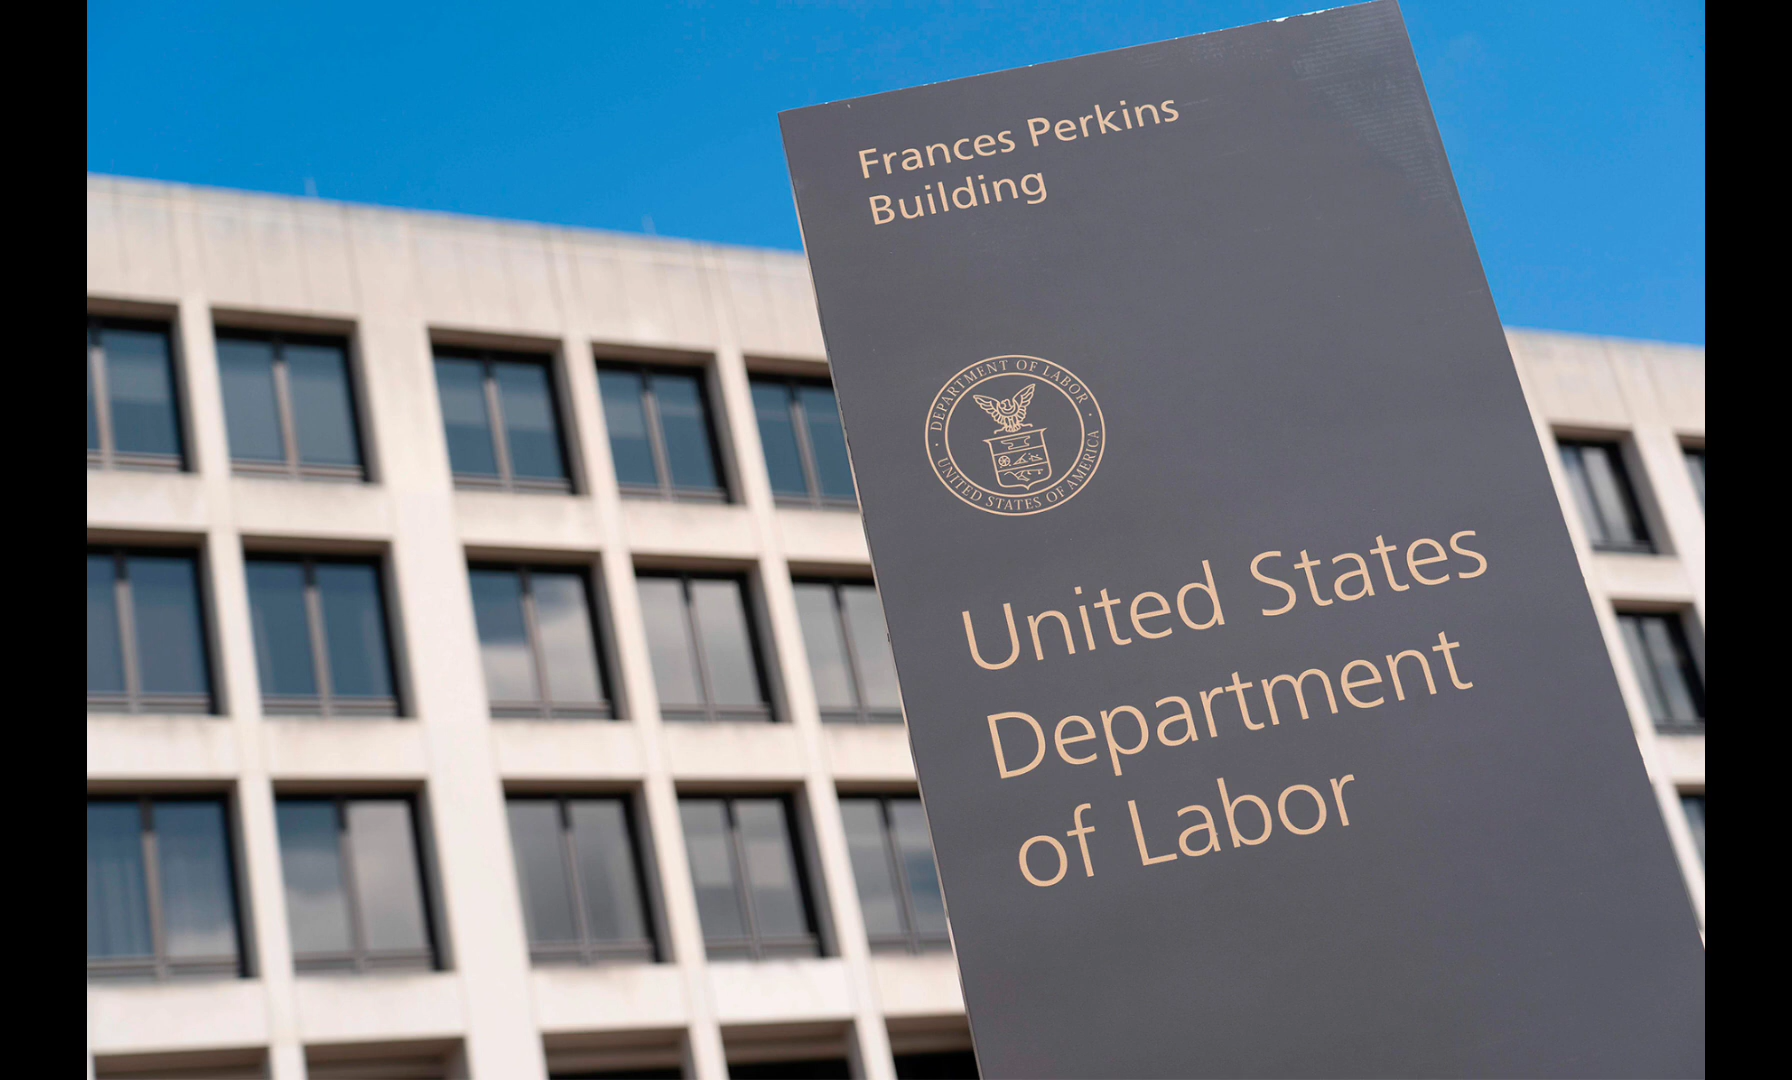 Frances Perkins
Building
DEPARTMENT OF LABOR
UNITED STATES OF AMERICA
United States
Department
of Labor